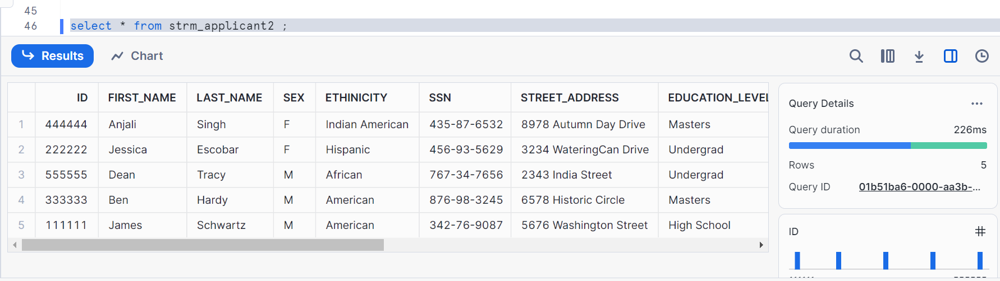 45
46 select * from strm_applicant2 ;
Results Chart
ID FIRST_NAME LAST_NAME SEX ETHINICITY SSN STREET_ADDRESS EDUCATION_LEVEL
1 444444 Anjali Singh F Indian American 435-87-6532 8978 Autumn Day Drive Masters
2 222222 Jessica Escobar F Hispanic 456-93-5629 3234 WateringCan Drive Undergrad
3 555555 Dean Tracy M African 767-34-7656 2343 India Street Undergrad
4 333333 Ben Hardy M American 876-98-3245 6578 Historic Circle Masters
5 111111 James Schwartz M American 342-76-9087 5676 Washington Street High School
Query Details ...
Query duration 226ms
Rows 5
Query ID 01b51ba6-0000-aa3b-...
ID #